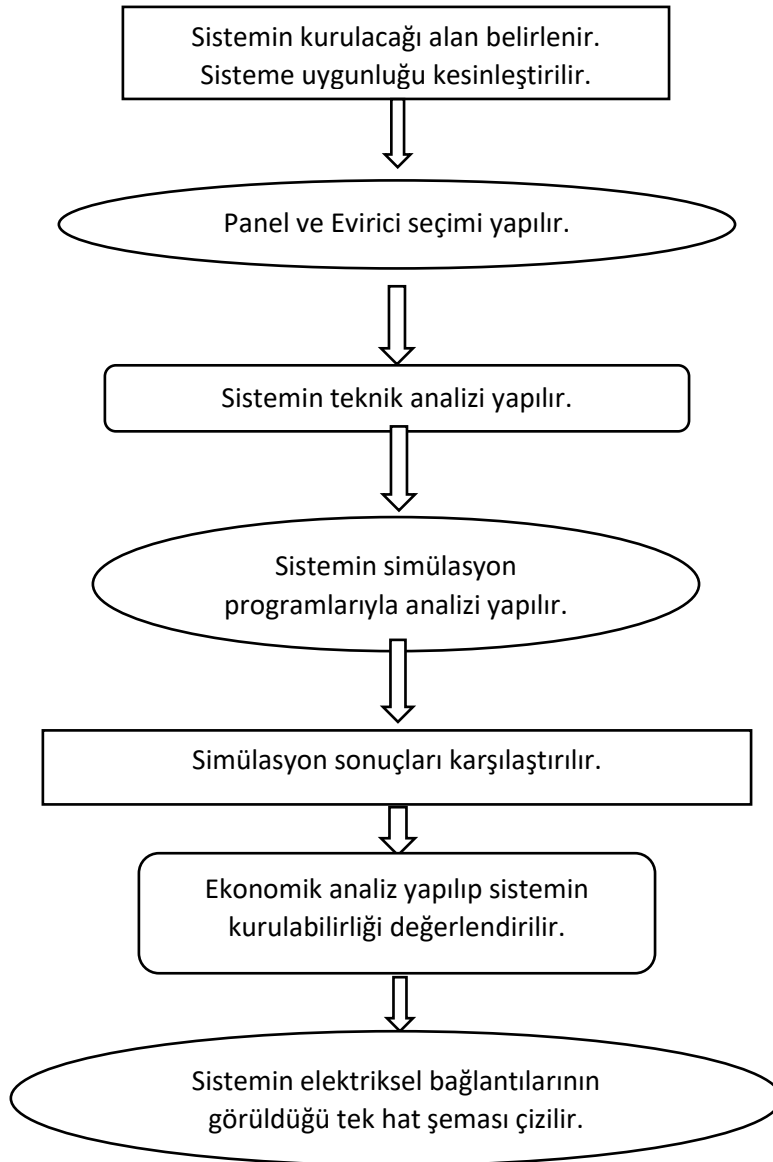 Sistemin kurulacağı alan belirlenir.
Sisteme uygunluğu kesinleştirilir.
Panel ve Evirici seçimi yapılır.
Sistemin teknik analizi yapılır.
Sistemin simülasyon
programlarıyla analizi yapılır.
Simülasyon sonuçları karşılaştırılır.
Ekonomik analiz yapılıp sistemin
kurulabilirliği değerlendirilir.
Sistemin elektriksel bağlantılarının
görüldüğü tek hat şeması çizilir.